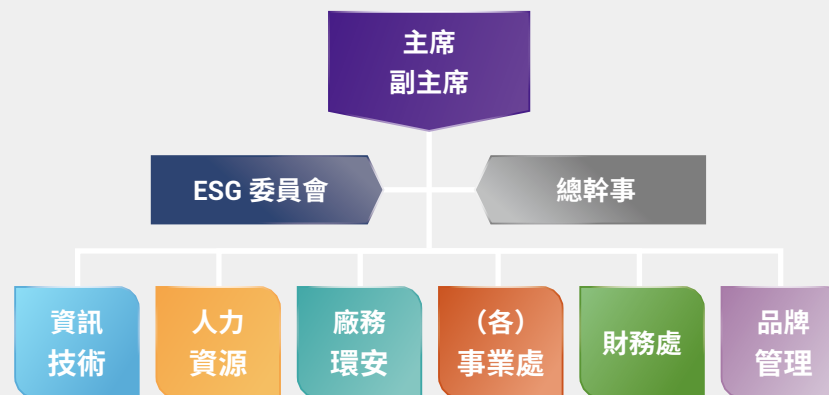 主席
副主席
ESG 委員會
總幹事
資訊
技術
人力
資源
廠務
環安
（各）
事業處
財務處
品牌
管理